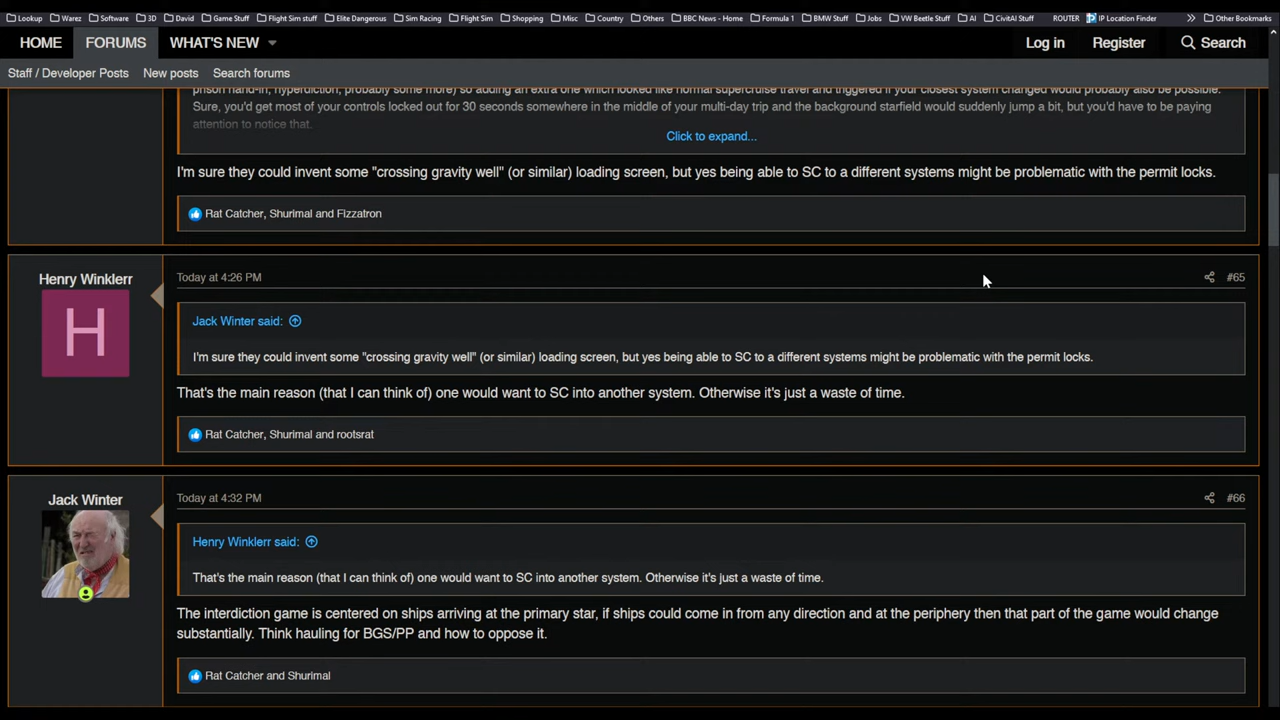 Lookup Warez Software 3D David Game Stuff Flight Sim stuff Elite Dangerous Sim Racing Flight Sim Shopping Misc Country Others BBC News - Home Formula 1 BMW Stuff Jobs VW Beetle Stuff AI CivitAI Stuff ROUTER IP Location Finder Other Bookmarks
HOME FORUMS WHAT'S NEW Log in Register Search
Staff / Developer Posts New posts Search forums
prison hand-in, hyperdiction, probably some more) so adding an extra one which looked like normal supercruise travel and triggered if your closest system changed would probably also be possible.
Sure, you'd get most of your controls locked out for 30 seconds somewhere in the middle of your multi-day trip and the background starfield would suddenly jump a bit, but you'd have to be paying
attention to notice that.
Click to expand...
I'm sure they could invent some "crossing gravity well" (or similar) loading screen, but yes being able to SC to a different systems might be problematic with the permit locks.
Rat Catcher, Shurimal and Fizzatron
Henry Winklerr
H
Today at 4:26 PM #65
Jack Winter said:
I'm sure they could invent some "crossing gravity well" (or similar) loading screen, but yes being able to SC to a different systems might be problematic with the permit locks.
That's the main reason (that I can think of) one would want to SC into another system. Otherwise it's just a waste of time.
Rat Catcher, Shurimal and rootsrat
Jack Winter
Today at 4:32 PM #66
Henry Winklerr said:
That's the main reason (that I can think of) one would want to SC into another system. Otherwise it's just a waste of time.
The interdiction game is centered on ships arriving at the primary star, if ships could come in from any direction and at the periphery then that part of the game would change
substantially. Think hauling for BGS/PP and how to oppose it.
Rat Catcher and Shurimal